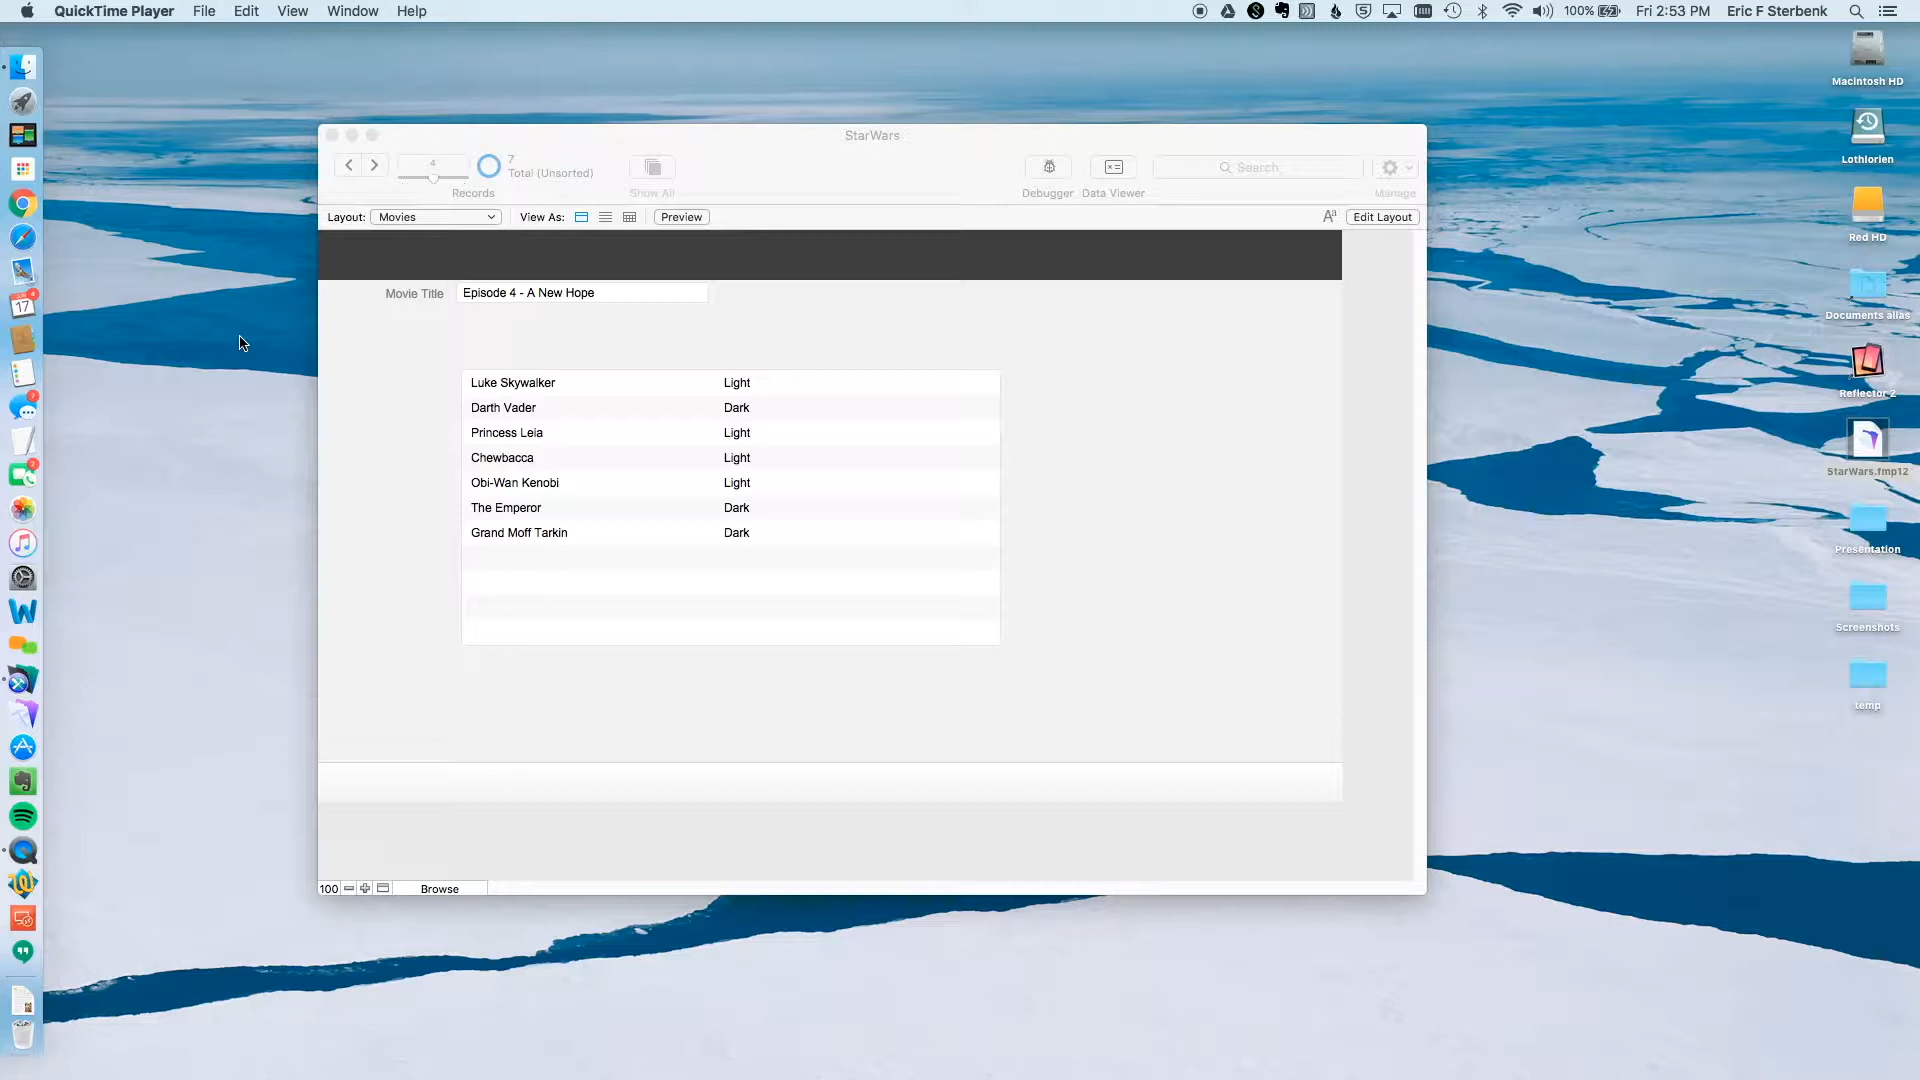 QuickTime Player File Edit View Window Help
100% Fri 2:53 PM Eric F Sterbenk
Macintosh HD
Lothlorien
Red HD
Documents alias
Reflector 2
StarWars.fmp12
Presentation
Screenshots
temp
StarWars
4
7
Total (Unsorted)
Search
Records Show All Debugger Data Viewer Manage
Layout: Movies View As: Preview Aa Edit Layout
Movie Title Episode 4 - A New Hope
Luke Skywalker Light
Darth Vader Dark
Princess Leia Light
Chewbacca Light
Obi-Wan Kenobi Light
The Emperor Dark
Grand Moff Tarkin Dark
100 Browse
17